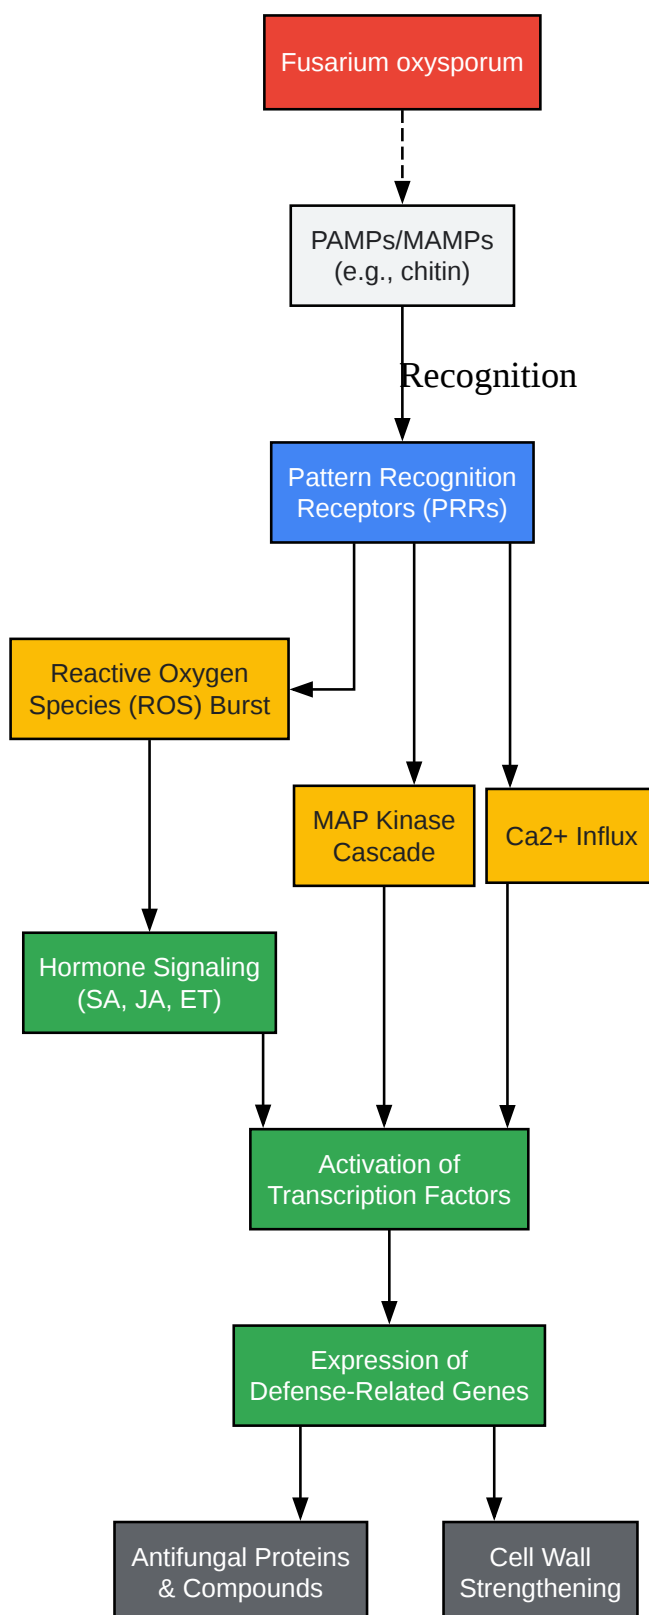 Fusarium oxysporum
PAMPs/MAMPs
(e.g., chitin)
Recognition
Pattern Recognition
Receptors (PRRs)
Reactive Oxygen
Species (ROS) Burst
MAP Kinase
Cascade
Ca2+ Influx
Hormone Signaling
(SA, JA, ET)
Activation of
Transcription Factors
Expression of
Defense-Related Genes
Antifungal Proteins
& Compounds
Cell Wall
Strengthening